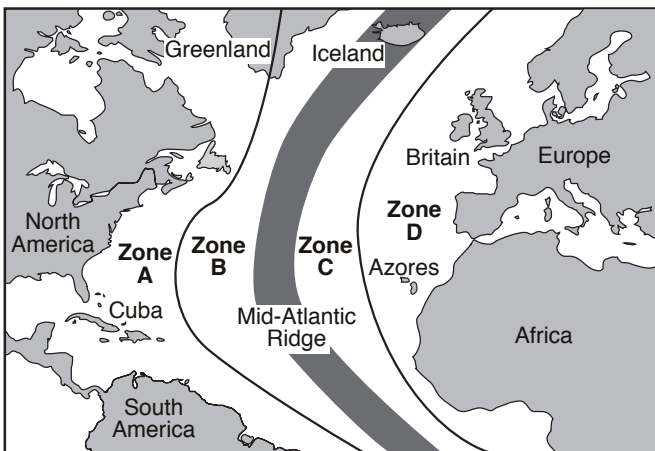 Greenland
Iceland
Britain
Europe
North
America
Zone
A
Zone
B
Zone
C
Zone
D
Azores
Cuba
Mid-Atlantic
Ridge
Africa
South
America